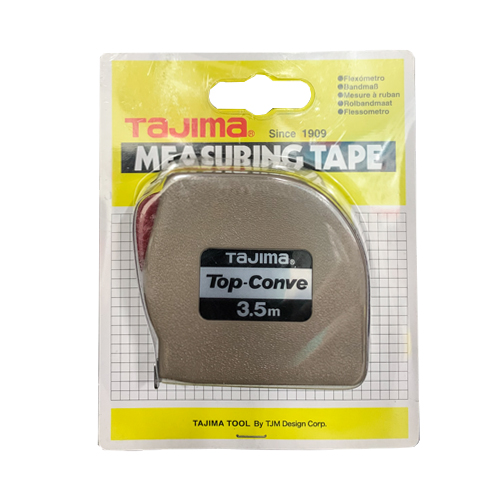 ●Flexómetro
●Bandmaß
●Mesure à ruban
●Rolbandmaat
●Flessometro
TaJIMa®
Since 1909
MEASURING TAPE
TaJIMa®
Top-Conve
3.5m
TAJIMA TOOL By TJM Design Corp.